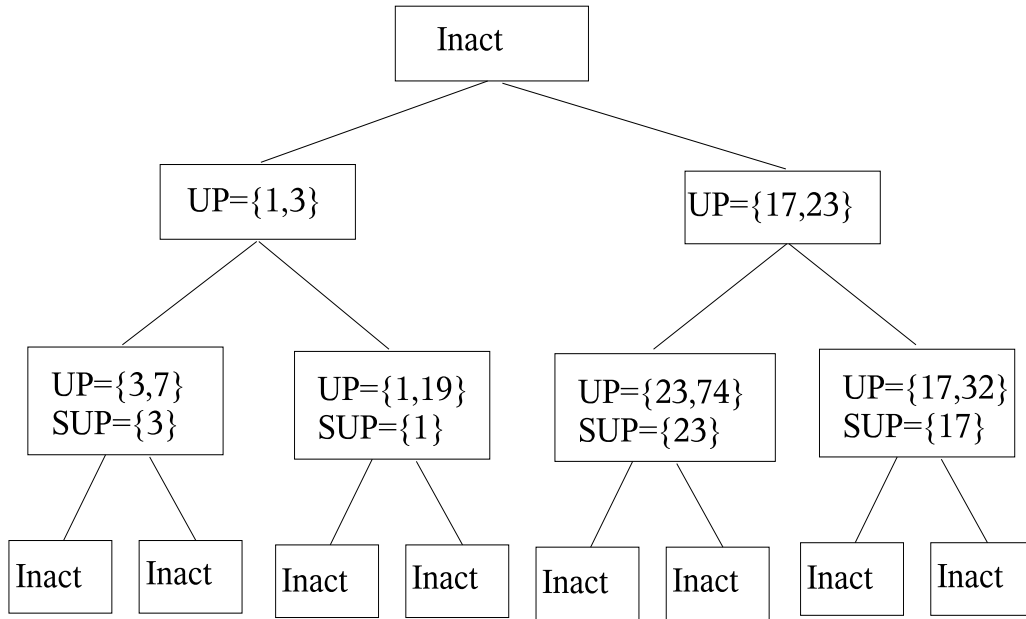 Inact
UP={1,3}
UP={17,23}
UP={3,7}
SUP={3}
UP={1,19}
SUP={1}
UP={23,74}
SUP={23}
UP={17,32}
SUP={17}
Inact
Inact
Inact
Inact
Inact
Inact
Inact
Inact